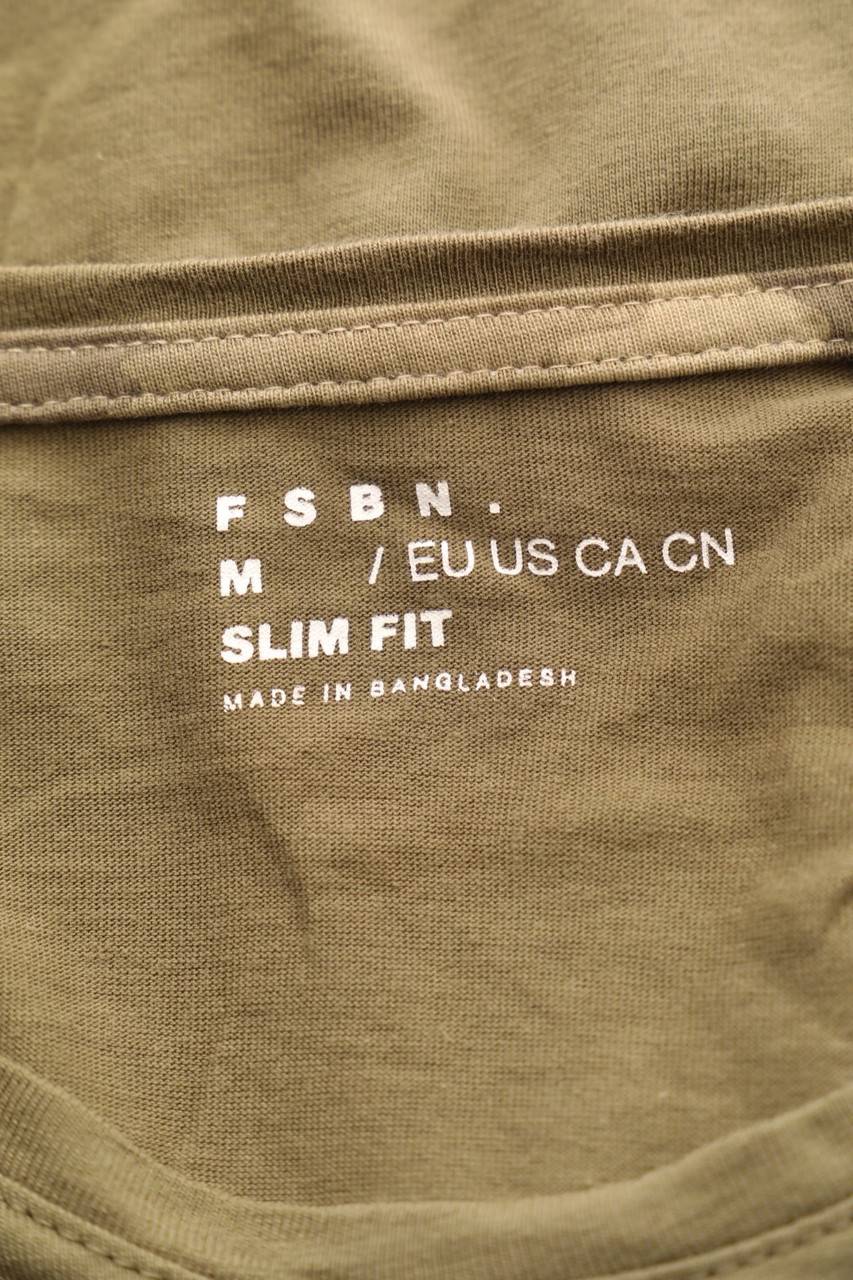 F S B N .
M / EU US CA CN
SLIM FIT
MADE IN BANGLADESH